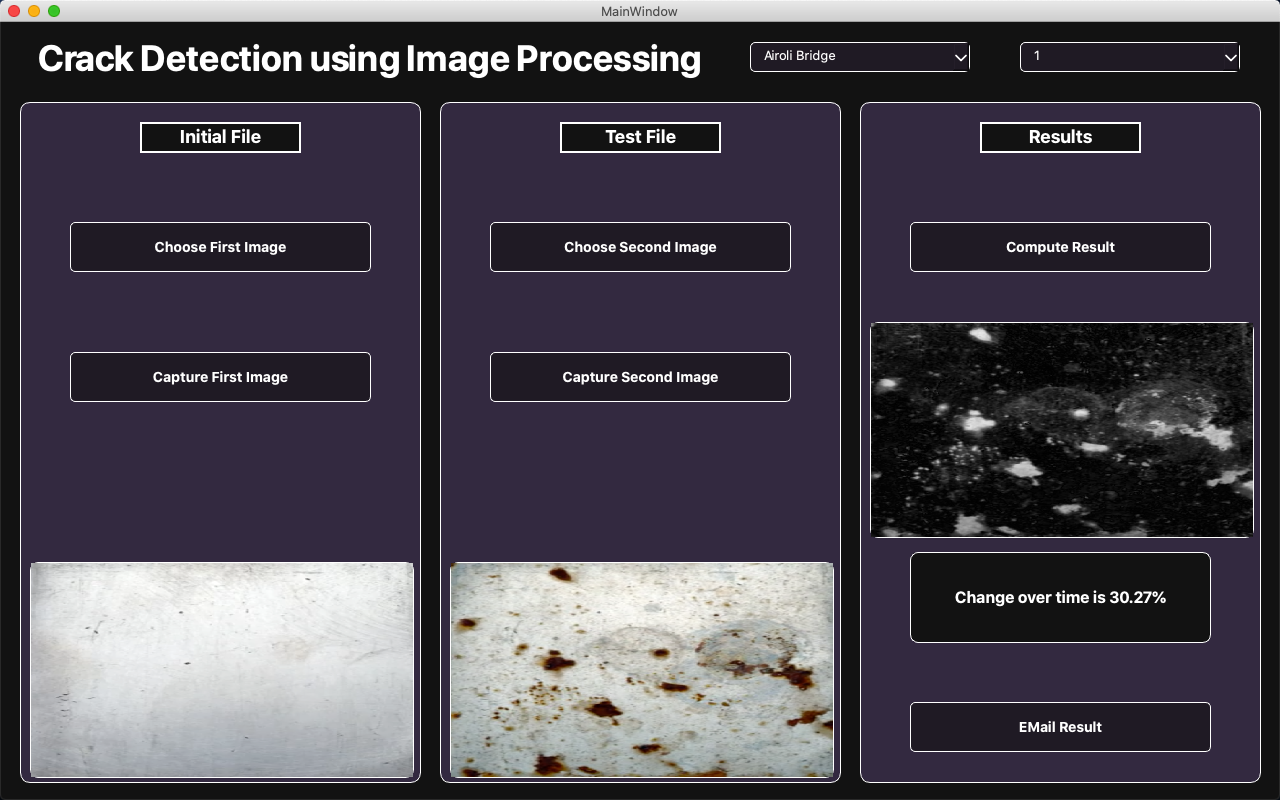 MainWindow
Crack Detection using Image Processing
Airoli Bridge
1
Initial File
Test File
Results
Choose First Image
Choose Second Image
Compute Result
Capture First Image
Capture Second Image
Change over time is 30.27%
EMail Result